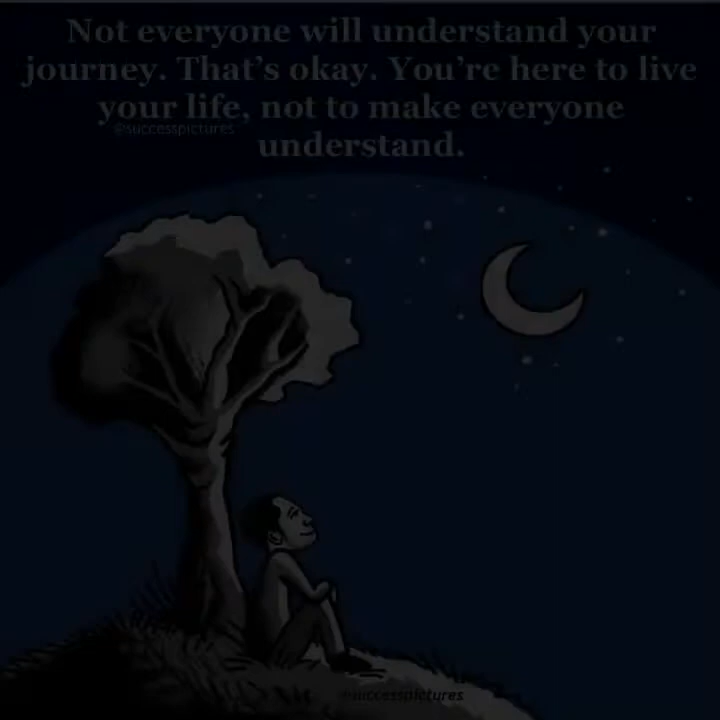 Not everyone will understand your
journey. That’s okay. You’re here to live
your life, not to make everyone
@successpictures
understand.
@successpictures